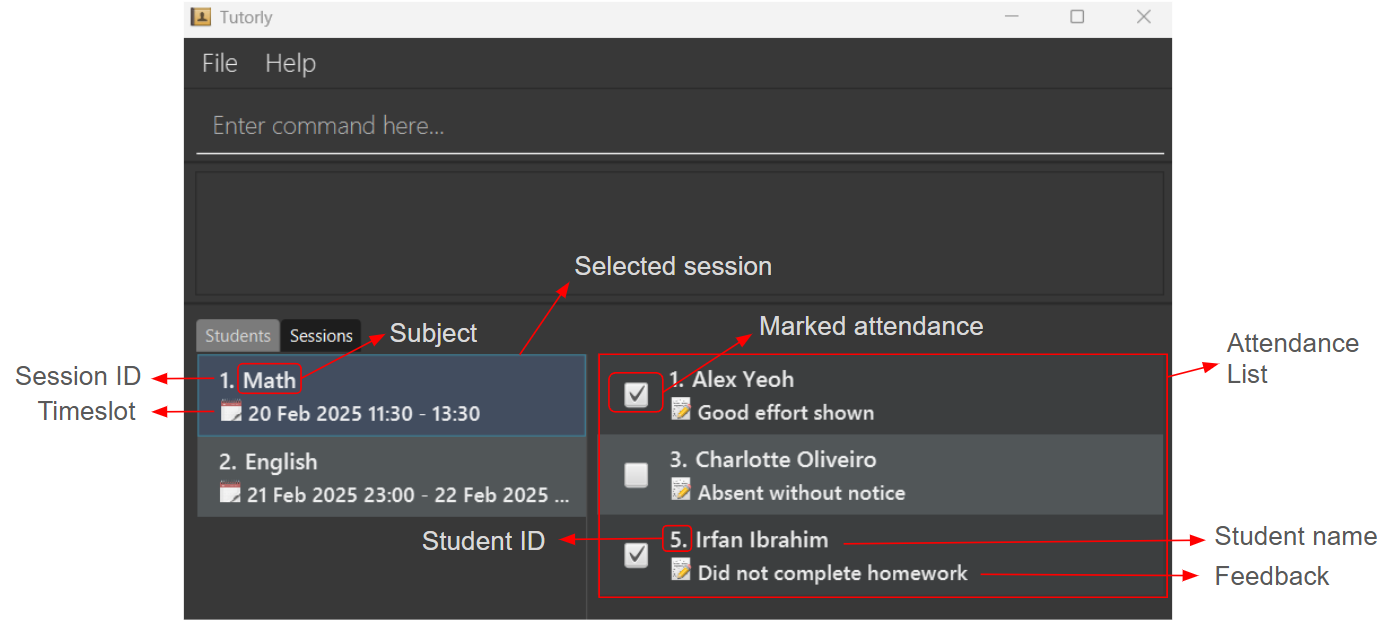 Tutorly
File Help
Enter command here...
Selected session
Students Sessions
Subject
Marked attendance
Attendance
List
Session ID
Timeslot
1. Math
20 Feb 2025 11:30 - 13:30
2. English
21 Feb 2025 23:00 - 22 Feb 2025 ...
1. Alex Yeoh
Good effort shown
3. Charlotte Oliveiro
Absent without notice
5. Irfan Ibrahim
Did not complete homework
Student ID
Student name
Feedback